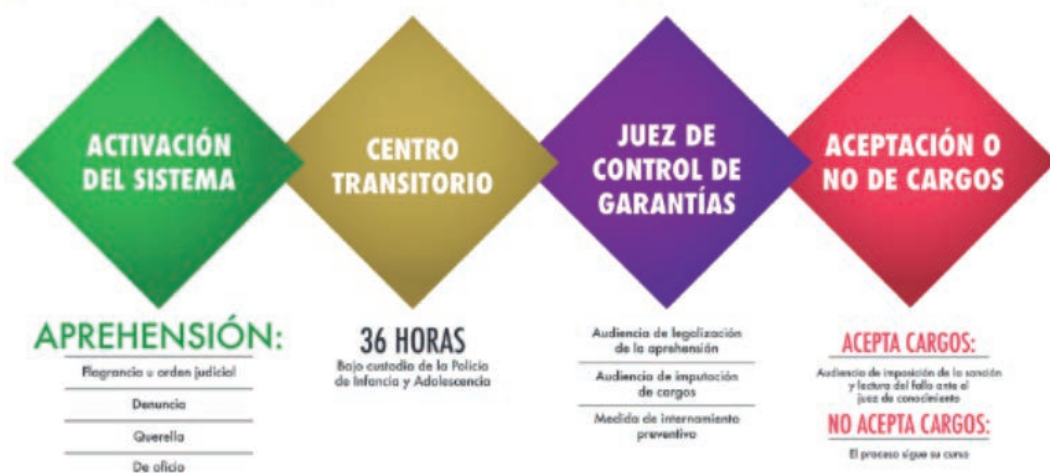 ACTIVACIÓN
DEL SISTEMA
APREHENSIÓN:
Flagrancia u orden judicial
Denuncia
Querella
De oficio
CENTRO
TRANSITORIO
36 HORAS
Bajo custodia de la Policía
de Infancia y Adolescencia
JUEZ DE
CONTROL DE
GARANTÍAS
Audiencia de legalización
de la aprehensión
Audiencia de imputación
de cargos
Medida de internamiento
preventivo
ACEPTACIÓN O
NO DE CARGOS
ACEPTA CARGOS:
Audiencia de imposición de la sanción
y lectura del fallo ante el
juez de conocimiento
NO ACEPTA CARGOS:
El proceso sigue su curso